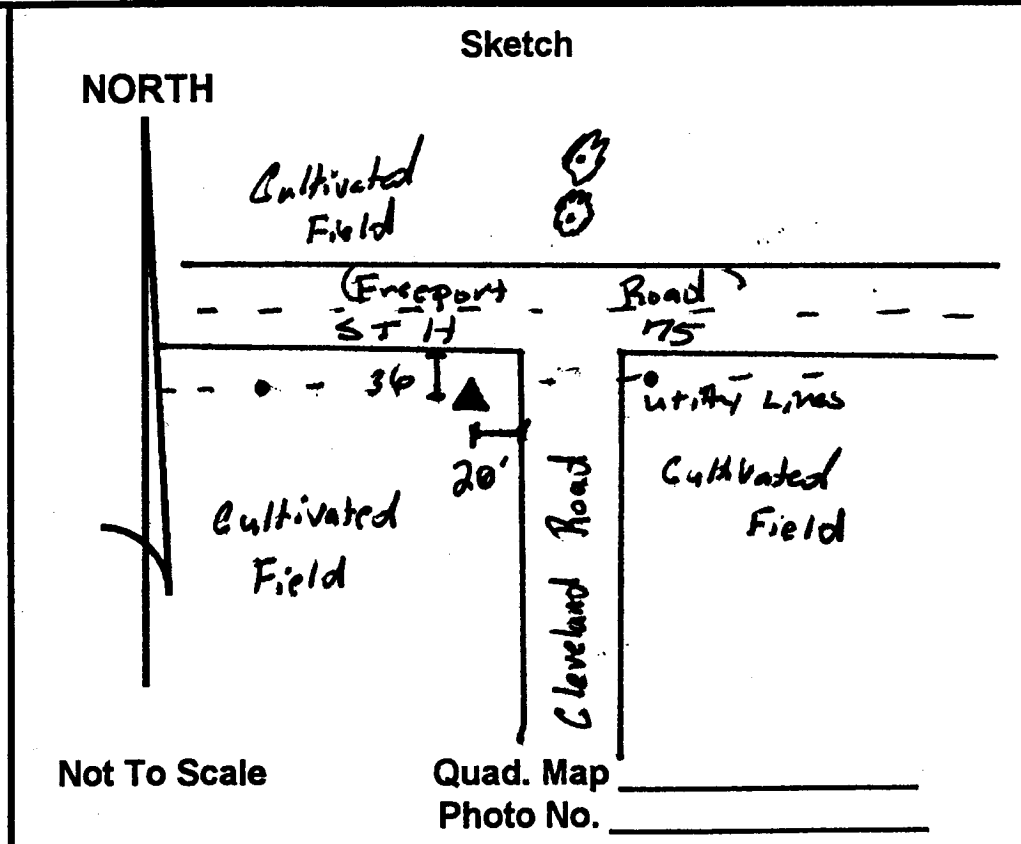 Sketch
NORTH
Cultivated
Field
(Freeport Road)
STH 75
36
20'
Utility Lines
Cultivated
Field
Cultivated
Field
Cleveland Road
Not To Scale
Quad. Map
Photo No.